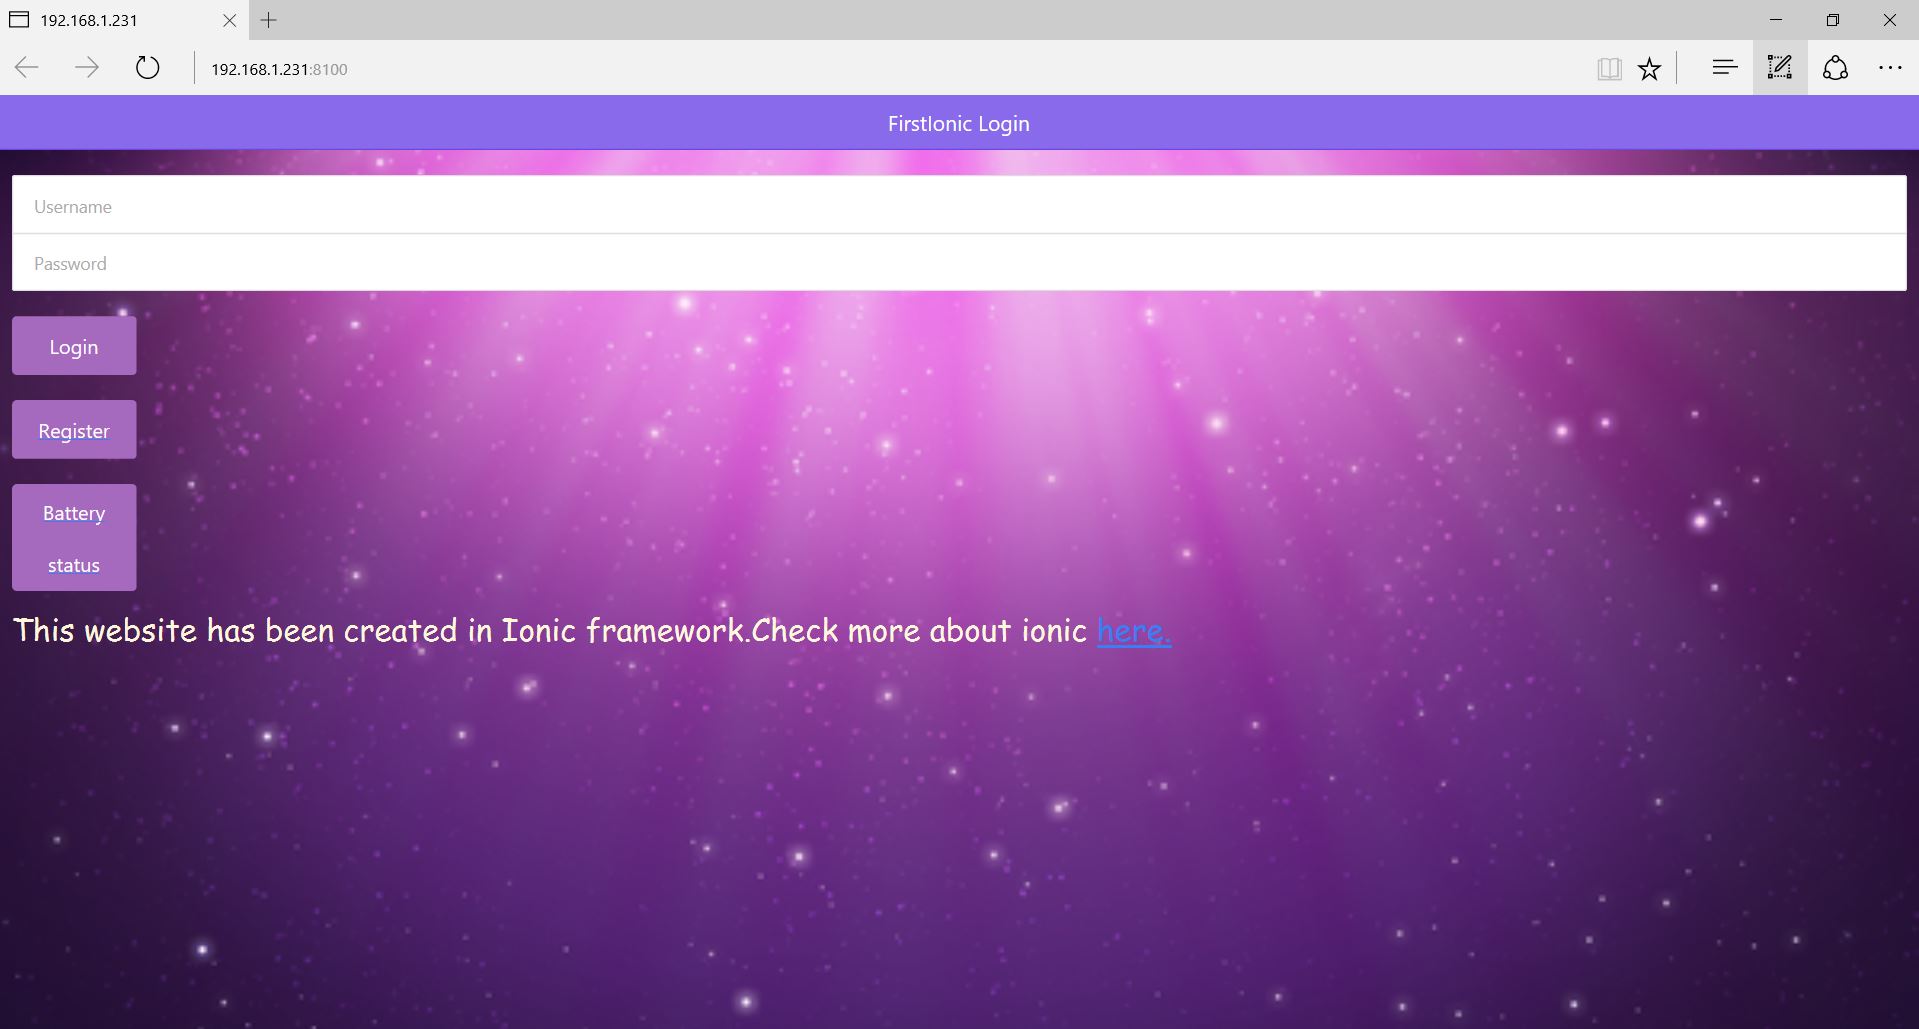 192.168.1.231
192.168.1.231:8100
FirstIonic Login
Username
Password
Login
Register
Battery
status
This website has been created in Ionic framework.Check more about ionic here.